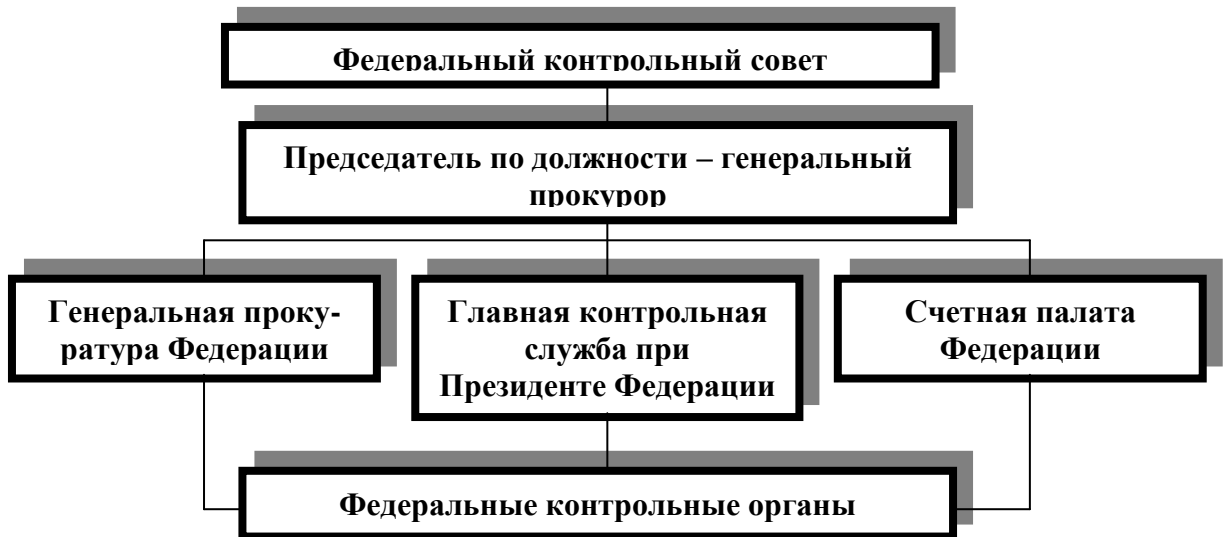 Федеральный контрольный совет
Председатель по должности – генеральный
прокурор
Генеральная проку-
ратура Федерации
Главная контрольная
служба при
Президенте Федерации
Счетная палата
Федерации
Федеральные контрольные органы